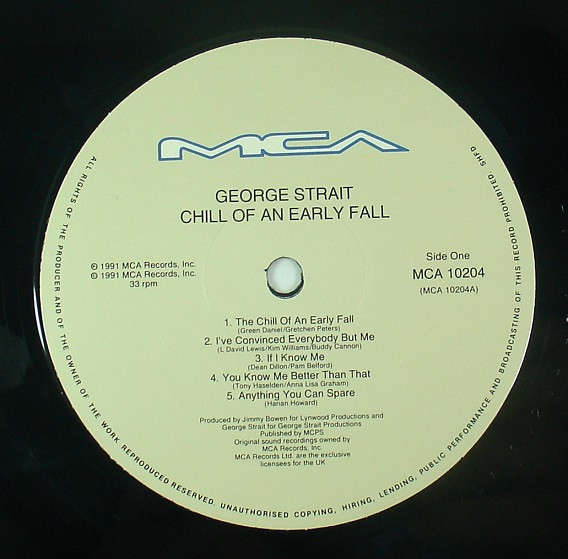 MCA
GEORGE STRAIT
CHILL OF AN EARLY FALL
℗ 1991 MCA Records, Inc.
© 1991 MCA Records, Inc.
33 rpm
Side One
MCA 10204
(MCA 10204A)
1. The Chill Of An Early Fall
(Green Daniel/Gretchen Peters)
2. I've Convinced Everybody But Me
(L David Lewis/Kim Williams/Buddy Cannon)
3. If I Know Me
(Dean Dillon/Pam Belford)
4. You Know Me Better Than That
(Tony Haselden/Anna Lisa Graham)
5. Anything You Can Spare
(Harlan Howard)
Produced by Jimmy Bowen for Lynwood Productions and
George Strait for George Strait Productions
Published by MCPS
Original sound recordings owned by
MCA Records, Inc.
MCA Records Ltd. are the exclusive
licensees for the UK
ALL RIGHTS OF THE PRODUCER AND OF THE OWNER OF THE WORK REPRODUCED RESERVED. UNAUTHORISED COPYING, HIRING, LENDING, PUBLIC PERFORMANCE AND BROADCASTING OF THIS RECORD PROHIBITED SHFD